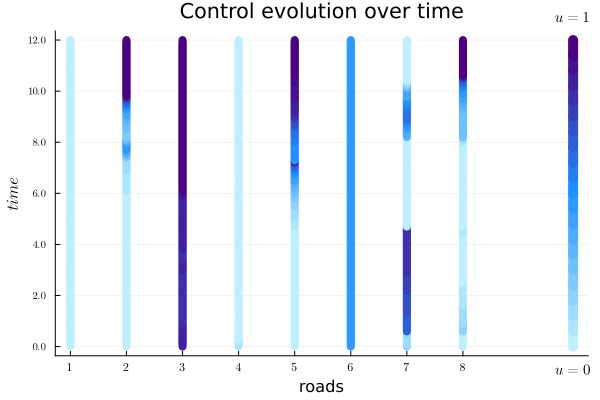 Control evolution over time
u = 1
12.0
10.0
8.0
6.0
4.0
2.0
0.0
time
1 2 3 4 5 6 7 8
u = 0
roads